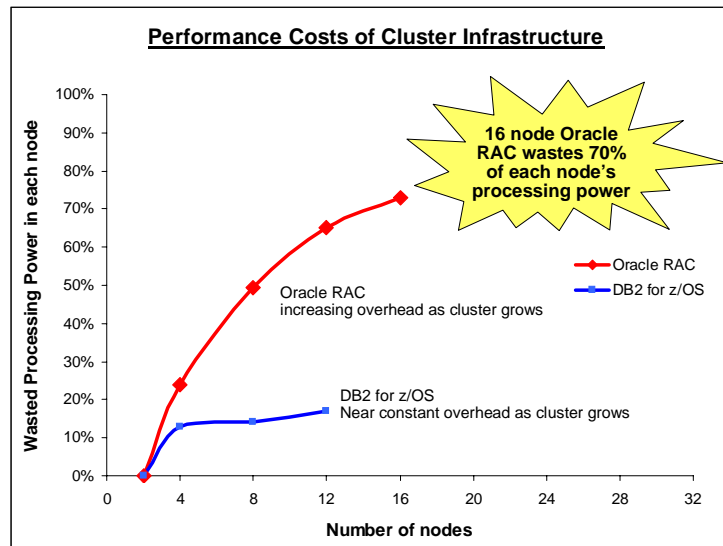 Performance Costs of Cluster Infrastructure
100%
90%
80%
70%
60%
50%
40%
30%
20%
10%
0%
Wasted Processing Power in each node
16 node Oracle
RAC wastes 70%
of each node's
processing power
Oracle RAC
DB2 for z/OS
Oracle RAC
increasing overhead as cluster grows
DB2 for z/OS
Near constant overhead as cluster grows
0 4 8 12 16 20 24 28 32
Number of nodes